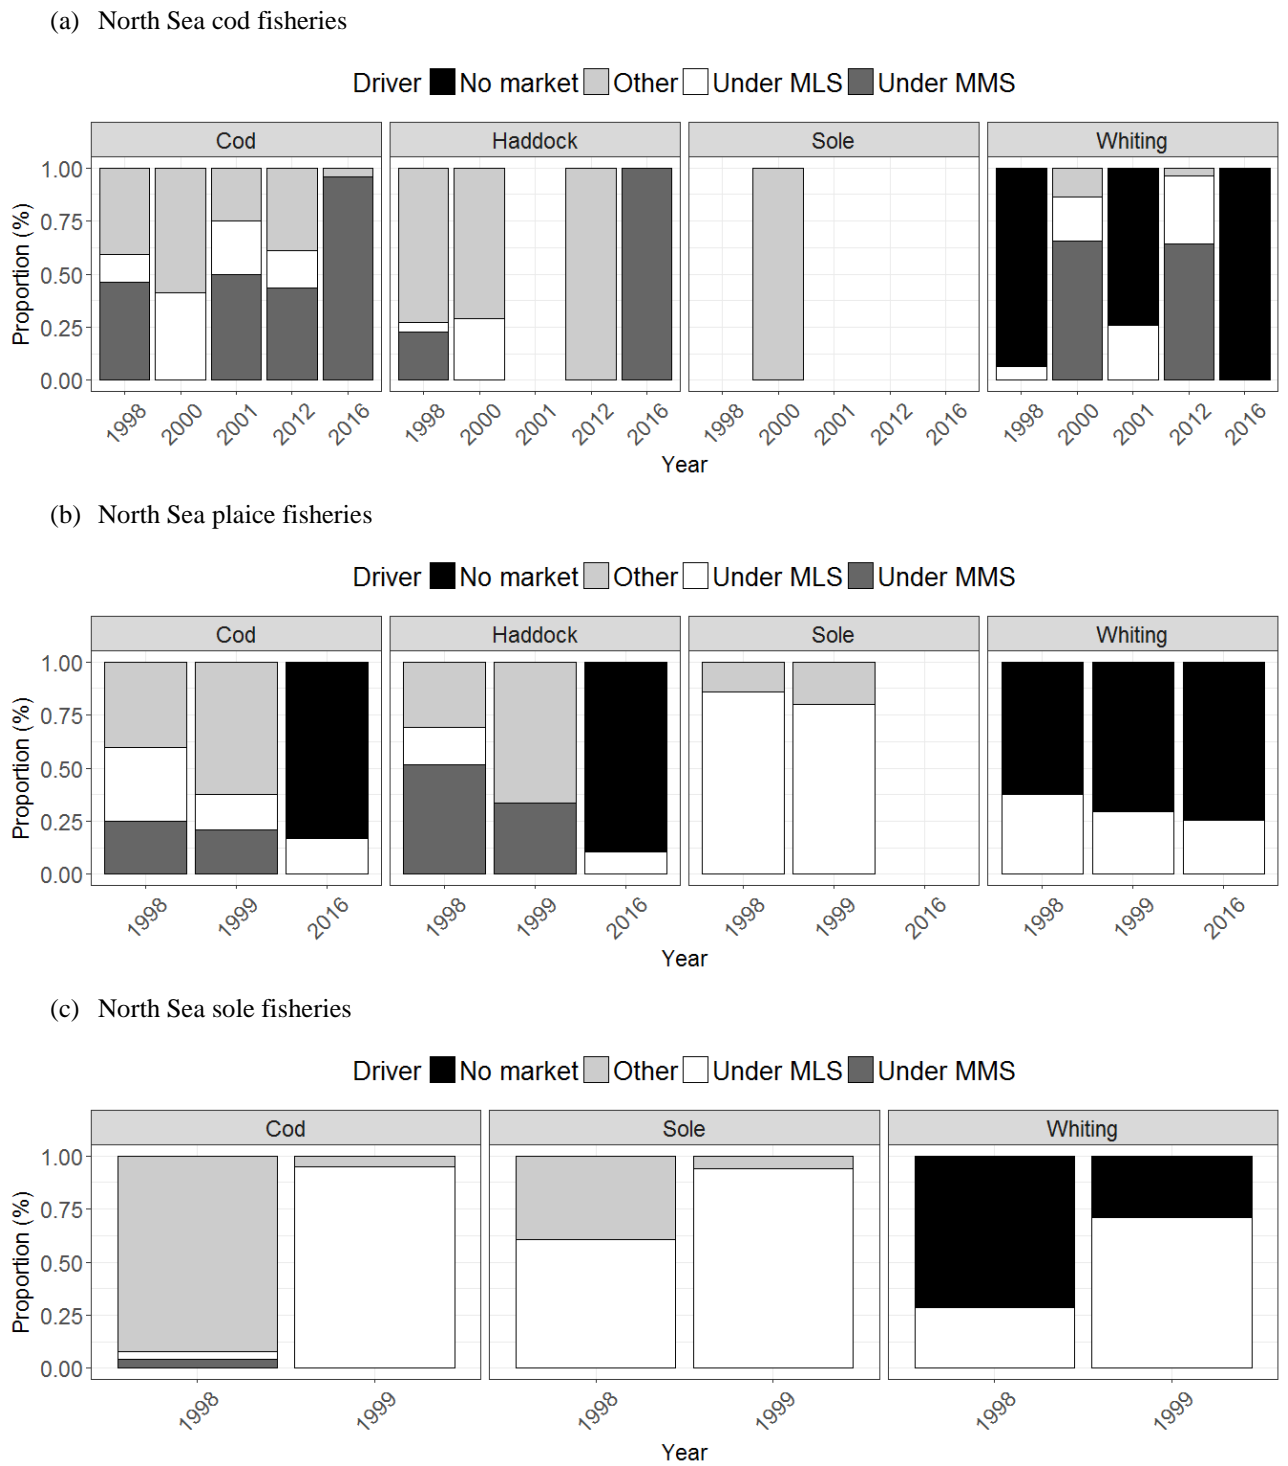 (a) North Sea cod fisheries
Driver No market Other Under MLS Under MMS
Cod Haddock Sole Whiting
1.00
0.75
0.50
0.25
0.00
Proportion (%)
1998 2000 2001 2012 2016 1998 2000 2001 2012 2016 1998 2000 2001 2012 2016 1998 2000 2001 2012 2016
Year
(b) North Sea plaice fisheries
Driver No market Other Under MLS Under MMS
Cod Haddock Sole Whiting
1.00
0.75
0.50
0.25
0.00
Proportion (%)
1998 1999 2016 1998 1999 2016 1998 1999 2016 1998 1999 2016
Year
(c) North Sea sole fisheries
Driver No market Other Under MLS Under MMS
Cod Sole Whiting
1.00
0.75
0.50
0.25
0.00
Proportion (%)
1998 1999 1998 1999 1998 1999
Year